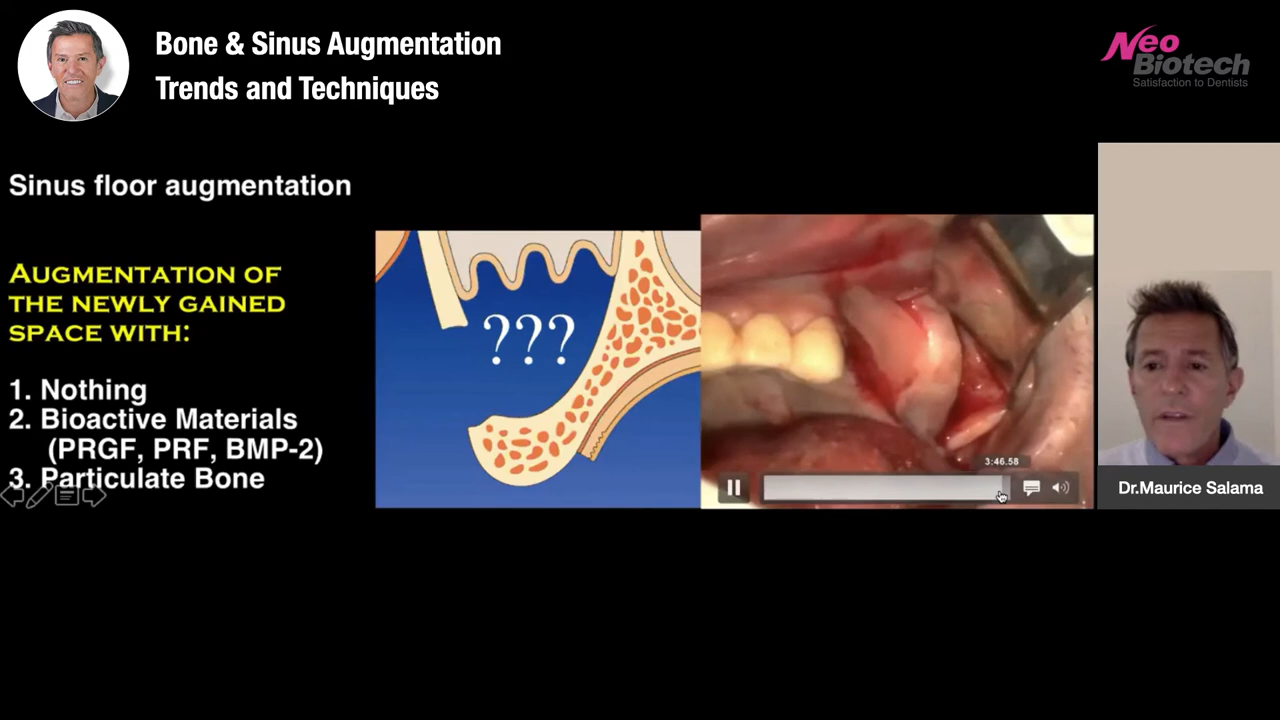 Bone & Sinus Augmentation
Trends and Techniques
Neo
Biotech
Satisfaction to Dentists
Sinus floor augmentation
AUGMENTATION OF
THE NEWLY GAINED
SPACE WITH:
1. Nothing
2. Bioactive Materials
(PRGF, PRF, BMP-2)
3. Particulate Bone
???
3:46.58
Dr.Maurice Salama